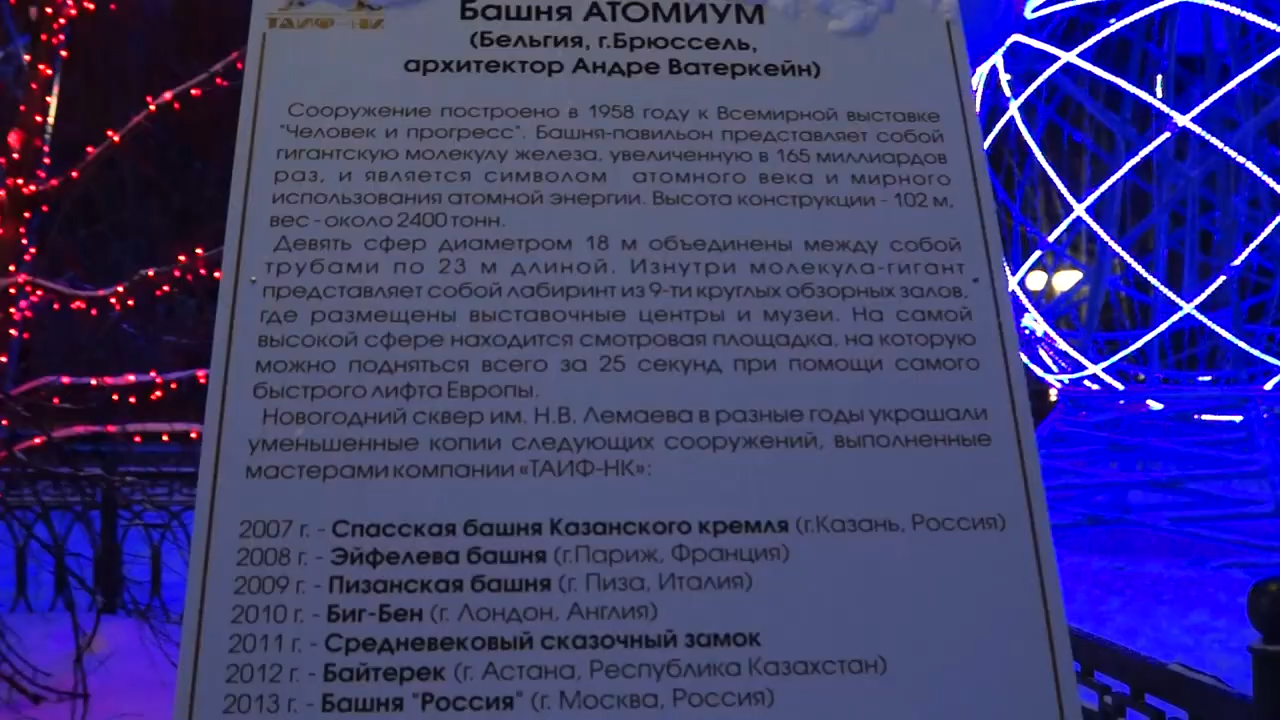 ТАИФ-НК
Башня АТОМИУМ
(Бельгия, г.Брюссель,
архитектор Андре Ватеркейн)
Сооружение построено в 1958 году к Всемирной выставке
"Человек и прогресс". Башня-павильон представляет собой
гигантскую молекулу железа, увеличенную в 165 миллиардов
раз, и является символом атомного века и мирного
использования атомной энергии. Высота конструкции - 102 м,
вес - около 2400 тонн.
Девять сфер диаметром 18 м объединены между собой
трубами по 23 м длиной. Изнутри молекула-гигант
представляет собой лабиринт из 9-ти круглых обзорных залов,
где размещены выставочные центры и музеи. На самой
высокой сфере находится смотровая площадка, на которую
можно подняться всего за 25 секунд при помощи самого
быстрого лифта Европы.
Новогодний сквер им. Н.В. Лемаева в разные годы украшали
уменьшенные копии следующих сооружений, выполненные
мастерами компании «ТАИФ-НК»:
2007 г. - Спасская башня Казанского кремля (г.Казань, Россия)
2008 г. - Эйфелева башня (г.Париж, Франция)
2009 г. - Пизанская башня (г. Пиза, Италия)
2010 г. - Биг-Бен (г. Лондон, Англия)
2011 г. - Средневековый сказочный замок
2012 г. - Байтерек (г. Астана, Республика Казахстан)
2013 г. - Башня "Россия" (г. Москва, Россия)